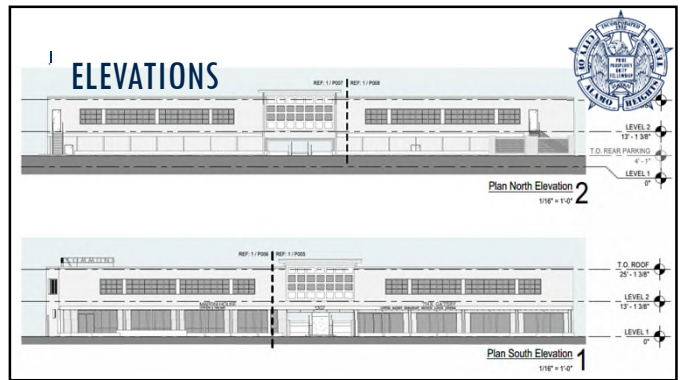 ELEVATIONS
INCORPORATED
1922
CITY OF
ALAMO HEIGHTS
TEXAS
REF: 1 / P007
REF: 1 / P008
LEVEL 2
13' - 1 3/8"
T.O. REAR PARKING
4' - 1"
LEVEL 1
0"
Plan North Elevation
2
1/16" = 1'-0"
REF: 1 / P006
REF: 1 / P005
T.O. ROOF
25' - 1 3/8"
LEVEL 2
13' - 1 3/8"
LEVEL 1
0"
Plan South Elevation
1
1/16" = 1'-0"